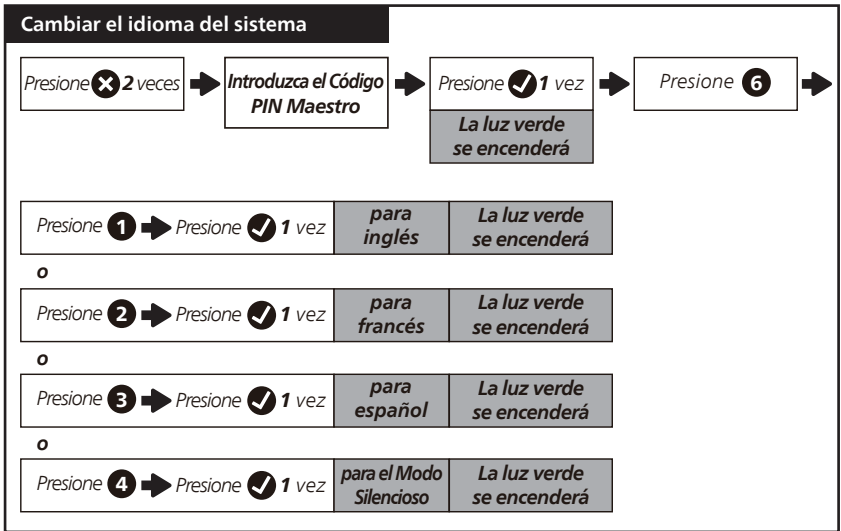 Cambiar el idioma del sistema
Presione ✖ 2 veces ➡ Introduzca el Código PIN Maestro ➡ Presione ✔ 1 vez ➡ Presione 6 ➡
La luz verde
se encenderá
Presione 1 ➡ Presione ✔ 1 vez
para
inglés
La luz verde
se encenderá
o
Presione 2 ➡ Presione ✔ 1 vez
para
francés
La luz verde
se encenderá
o
Presione 3 ➡ Presione ✔ 1 vez
para
español
La luz verde
se encenderá
o
Presione 4 ➡ Presione ✔ 1 vez
para el Modo
Silencioso
La luz verde
se encenderá